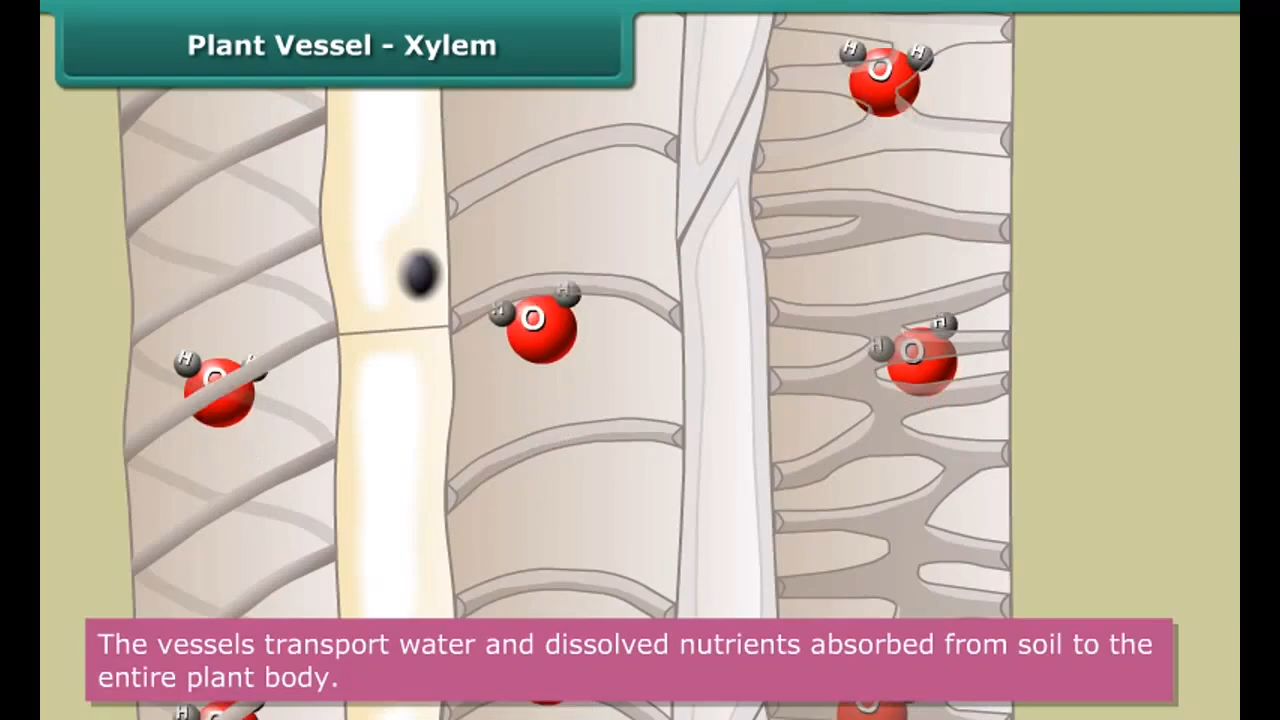 Plant Vessel - Xylem
H H
O
H
O
H
H
O
H
O
H
The vessels transport water and dissolved nutrients absorbed from soil to the
entire plant body.
H